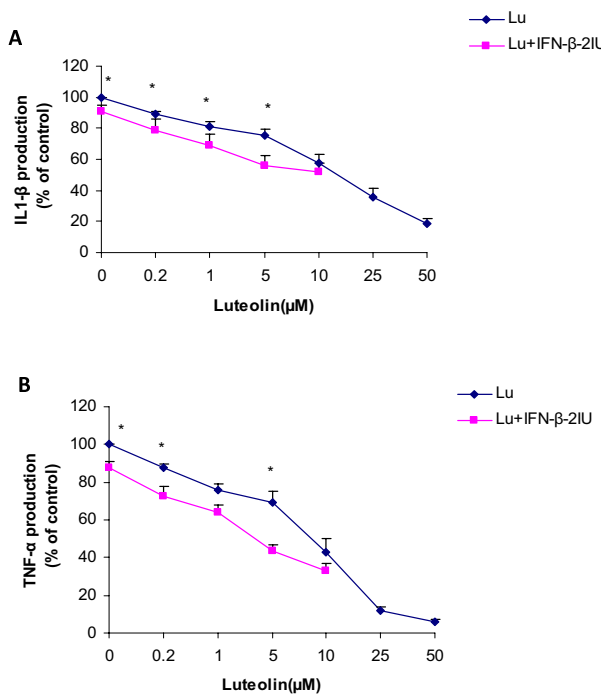 A
Lu
Lu+IFN-β-2IU
*
*
*
*
120
100
80
60
40
20
0
IL1-β production
(% of control)
0 0.2 1 5 10 25 50
Luteolin(µM)
B
Lu
Lu+IFN-β-2IU
*
*
*
120
100
80
60
40
20
0
TNF-α production
(% of control)
0 0.2 1 5 10 25 50
Luteolin(µM)